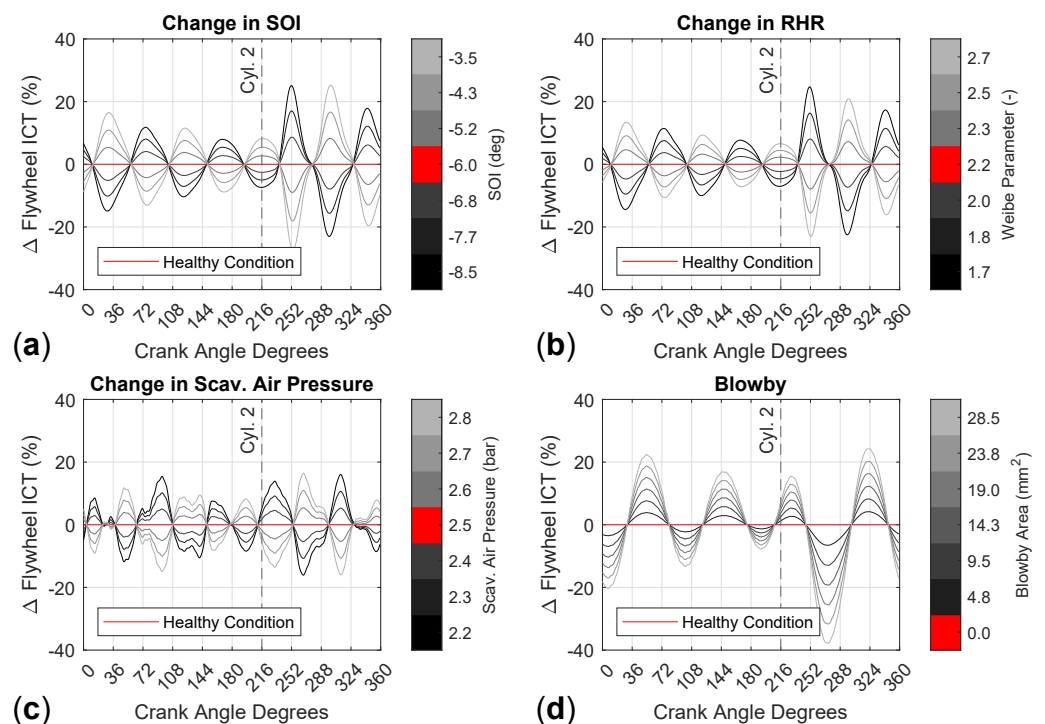 Change in SOI
40
20
0
-20
-40
Δ Flywheel ICT (%)
Cyl. 2
Healthy Condition
0 36 72 108 144 180 216 252 288 324 360
Crank Angle Degrees
-3.5
-4.3
-5.2
-6.0
-6.8
-7.7
-8.5
SOI (deg)
(a)
Change in RHR
40
20
0
-20
-40
Δ Flywheel ICT (%)
Cyl. 2
Healthy Condition
0 36 72 108 144 180 216 252 288 324 360
Crank Angle Degrees
2.7
2.5
2.3
2.2
2.0
1.8
1.7
Weibe Parameter (-)
(b)
Change in Scav. Air Pressure
40
20
0
-20
-40
Δ Flywheel ICT (%)
Cyl. 2
Healthy Condition
0 36 72 108 144 180 216 252 288 324 360
Crank Angle Degrees
2.8
2.7
2.6
2.5
2.4
2.3
2.2
Scav. Air Pressure (bar)
(c)
Blowby
40
20
0
-20
-40
Δ Flywheel ICT (%)
Cyl. 2
Healthy Condition
0 36 72 108 144 180 216 252 288 324 360
Crank Angle Degrees
28.5
23.8
19.0
14.3
9.5
4.8
0.0
Blowby Area (mm²)
(d)